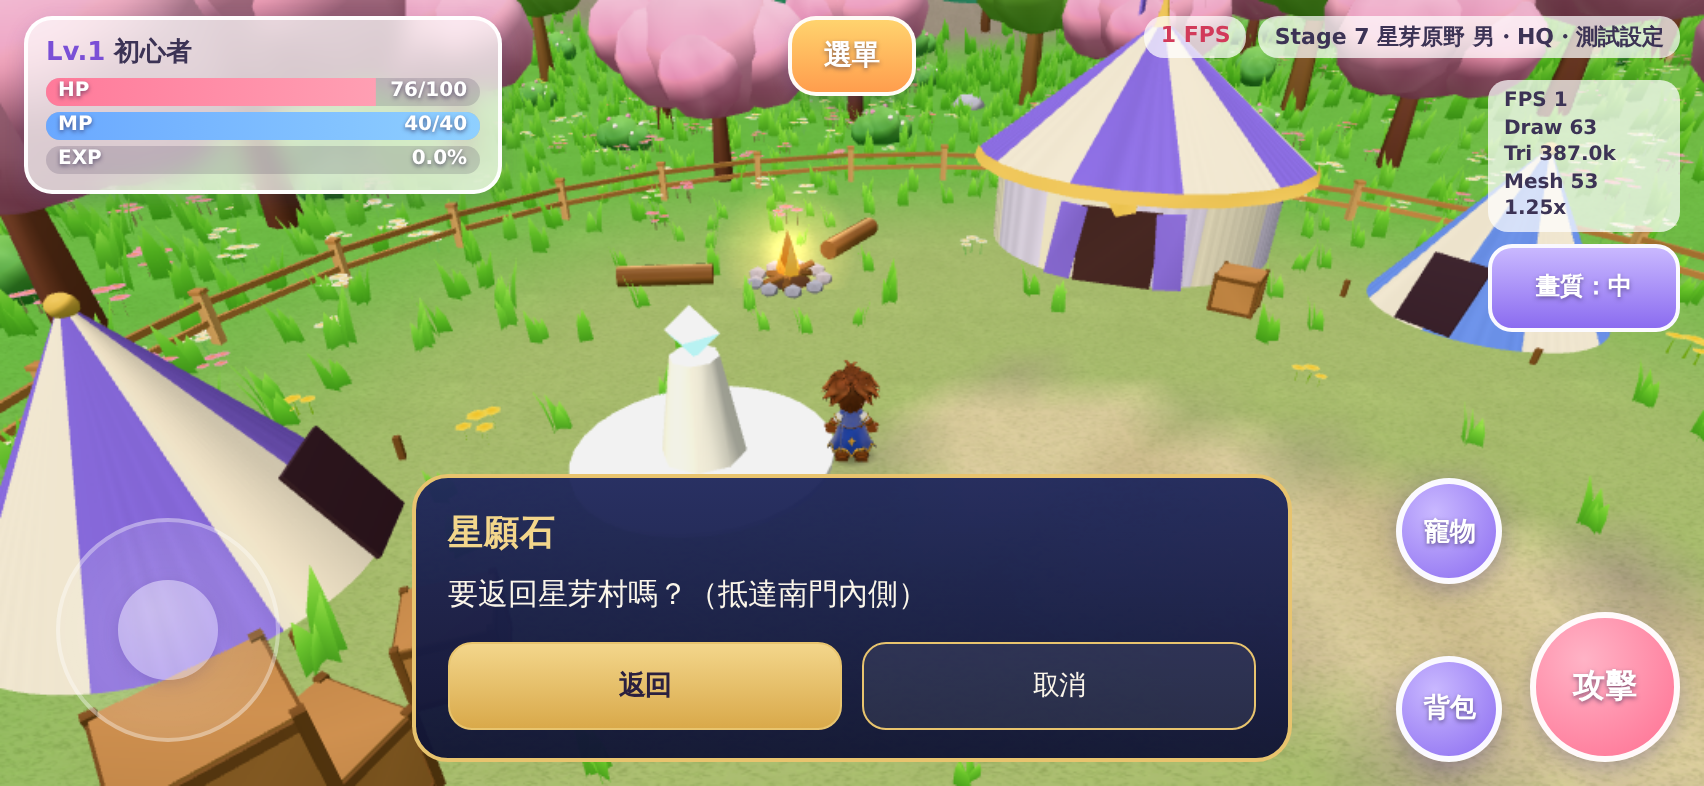 Lv.1 初心者
HP 76/100
MP 40/40
EXP 0.0%
選單
1 FPS
Stage 7 星芽原野 男・HQ・測試設定
FPS 1
Draw 63
Tri 387.0k
Mesh 53
1.25x
畫質：中
星願石
要返回星芽村嗎？（抵達南門內側）
返回
取消
寵物
背包
攻擊